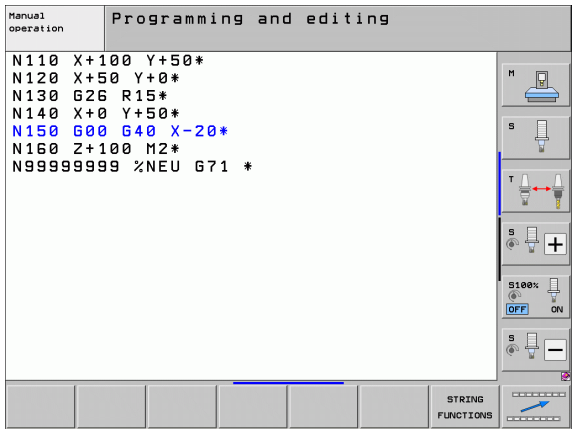 Manual
operation
Programming and editing
N110 X+100 Y+50*
N120 X+50 Y+0*
N130 G26 R15*
N140 X+0 Y+50*
N150 G00 G40 X-20*
N160 Z+100 M2*
N99999999 %NEU G71 *
M
S
T
S
+
S100%
OFF ON
S
-
STRING
FUNCTIONS